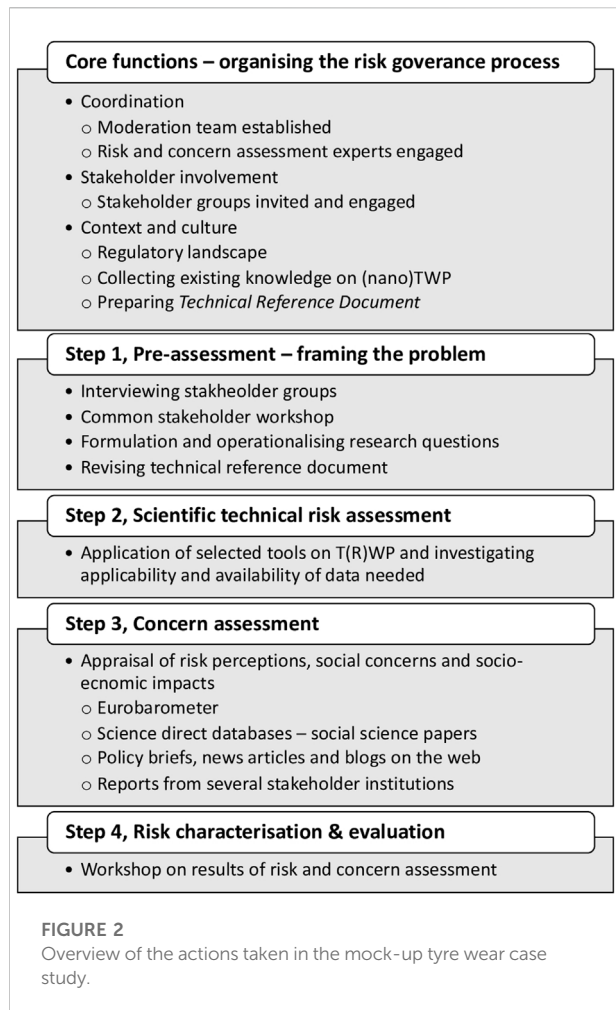 Core functions – organising the risk goverance process
• Coordination
o Moderation team established
o Risk and concern assessment experts engaged
• Stakeholder involvement
o Stakeholder groups invited and engaged
• Context and culture
o Regulatory landscape
o Collecting existing knowledge on (nano)TWP
o Preparing Technical Reference Document
Step 1, Pre-assessment – framing the problem
• Interviewing stakheolder groups
• Common stakeholder workshop
• Formulation and operationalising research questions
• Revising technical reference document
Step 2, Scientific technical risk assessment
• Application of selected tools on T(R)WP and investigating
applicability and availability of data needed
Step 3, Concern assessment
• Appraisal of risk perceptions, social concerns and socio-
ecnomic impacts
o Eurobarometer
o Science direct databases – social science papers
o Policy briefs, news articles and blogs on the web
o Reports from several stakeholder institutions
Step 4, Risk characterisation & evaluation
• Workshop on results of risk and concern assessment
FIGURE 2
Overview of the actions taken in the mock-up tyre wear case
study.